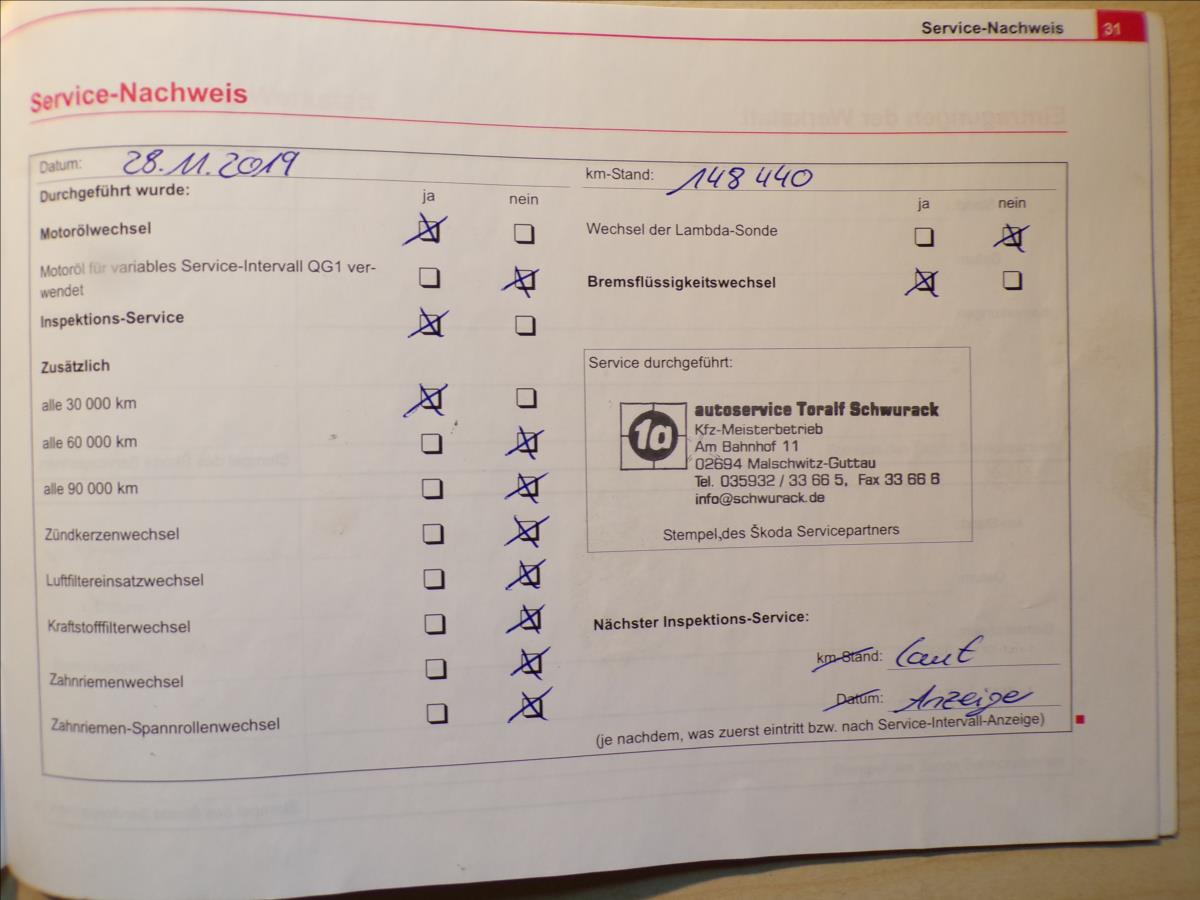 Service-Nachweis 31
Service-Nachweis
Datum: 28.11.2019
km-Stand: 148 440
Durchgeführt wurde: ja nein
ja nein
Motorölwechsel
Wechsel der Lambda-Sonde
Motoröl für variables Service-Intervall QG1 ver-
wendet
Bremsflüssigkeitswechsel
Inspektions-Service
Zusätzlich
alle 30 000 km
alle 60 000 km
alle 90 000 km
Zündkerzenwechsel
Luftfiltereinsatzwechsel
Kraftstofffilterwechsel
Zahnriemenwechsel
Zahnriemen-Spannrollenwechsel
Service durchgeführt:
1a
autoservice Toralf Schwurack
Kfz-Meisterbetrieb
Am Bahnhof 11
02694 Malschwitz-Guttau
Tel. 035932 / 33 66 5, Fax 33 66 8
info@schwurack.de
Stempel des Škoda Servicepartners
Nächster Inspektions-Service:
km-Stand: laut
Datum: Anzeige
(je nachdem, was zuerst eintritt bzw. nach Service-Intervall-Anzeige)